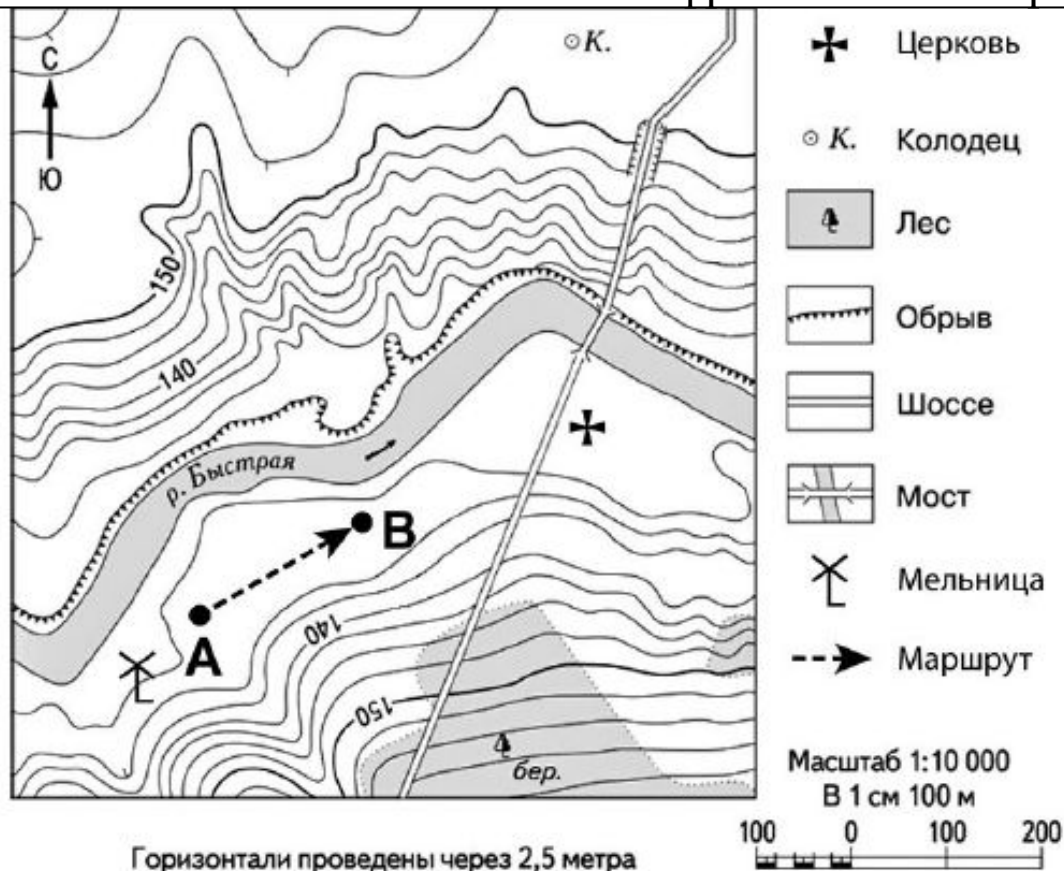 С
К.
Ю
150
140
р. Быстрая
В
А
140
150
бер.
Церковь
К.
Колодец
Лес
Обрыв
Шоссе
Мост
Мельница
Маршрут
Масштаб 1:10 000
В 1 см 100 м
100 0 100 200
Горизонтали проведены через 2,5 метра